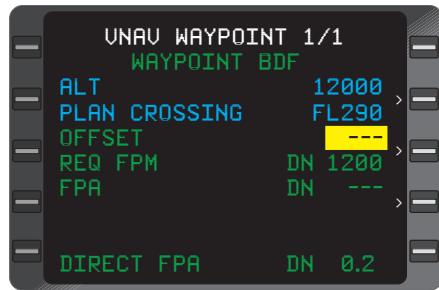 VNAV WAYPOINT 1/1
WAYPOINT BDF
ALT 12000
PLAN CROSSING FL290
OFFSET ---
REQ FPM DN 1200
FPA DN ---
DIRECT FPA DN 0.2